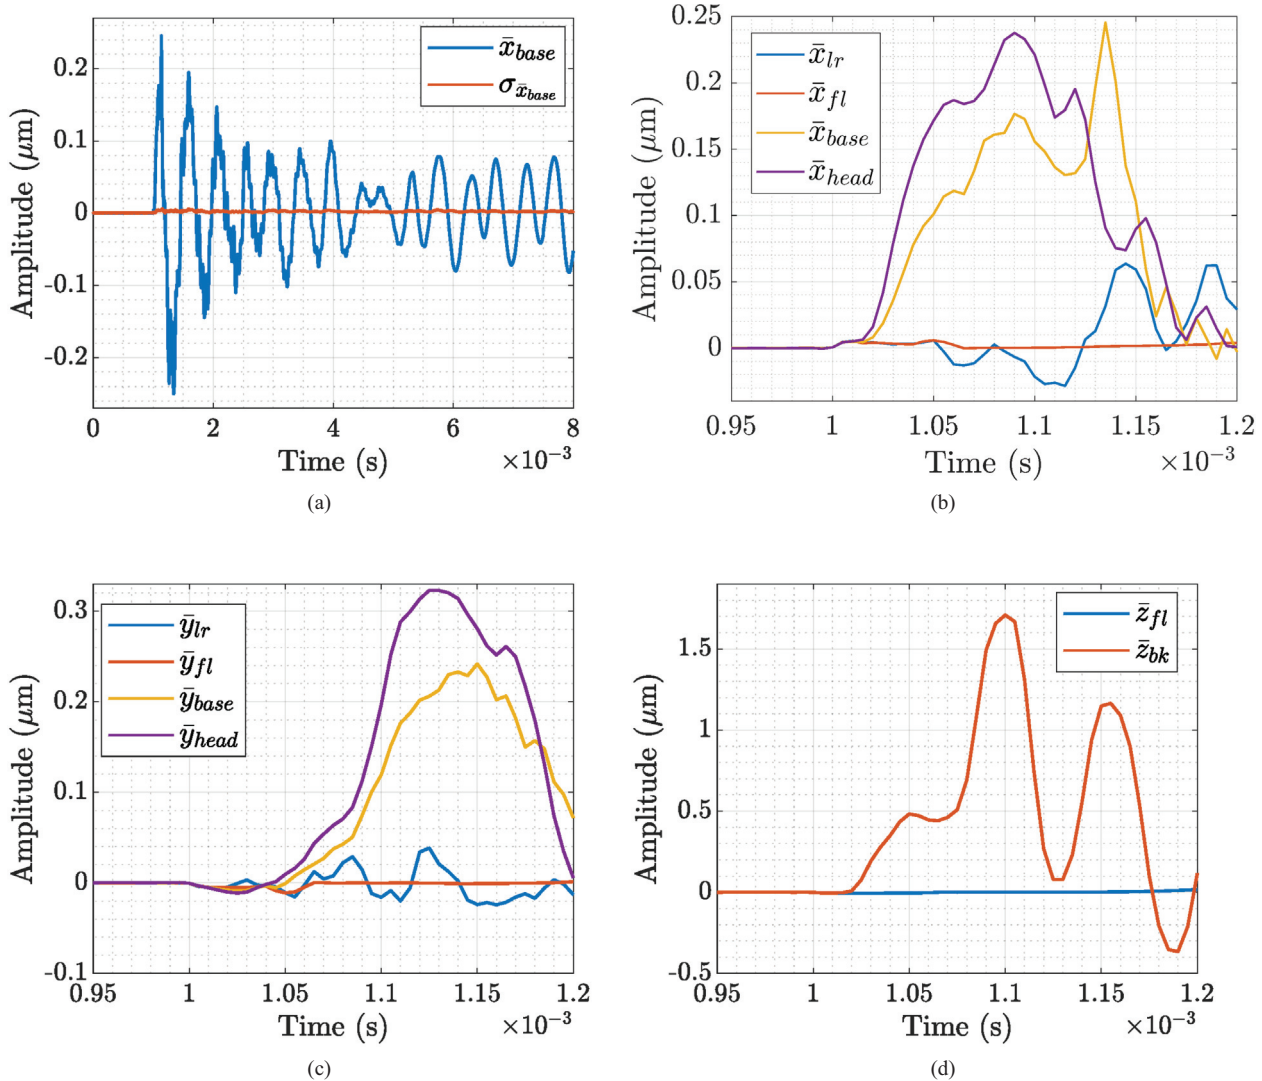 x̄base
σx̄base
0.2
0.1
0
-0.1
-0.2
0 2 4 6 8
Amplitude (μm)
Time (s)
×10⁻³
(a)
0.25
0.2
0.15
0.1
0.05
0
x̄lr
x̄fl
x̄base
x̄head
0.95 1 1.05 1.1 1.15 1.2
Amplitude (μm)
Time (s)
×10⁻³
(b)
0.3
0.2
0.1
0
-0.1
ȳlr
ȳfl
ȳbase
ȳhead
0.95 1 1.05 1.1 1.15 1.2
Amplitude (μm)
Time (s)
×10⁻³
(c)
1.5
1
0.5
0
-0.5
z̄fl
z̄bk
0.95 1 1.05 1.1 1.15 1.2
Amplitude (μm)
Time (s)
×10⁻³
(d)